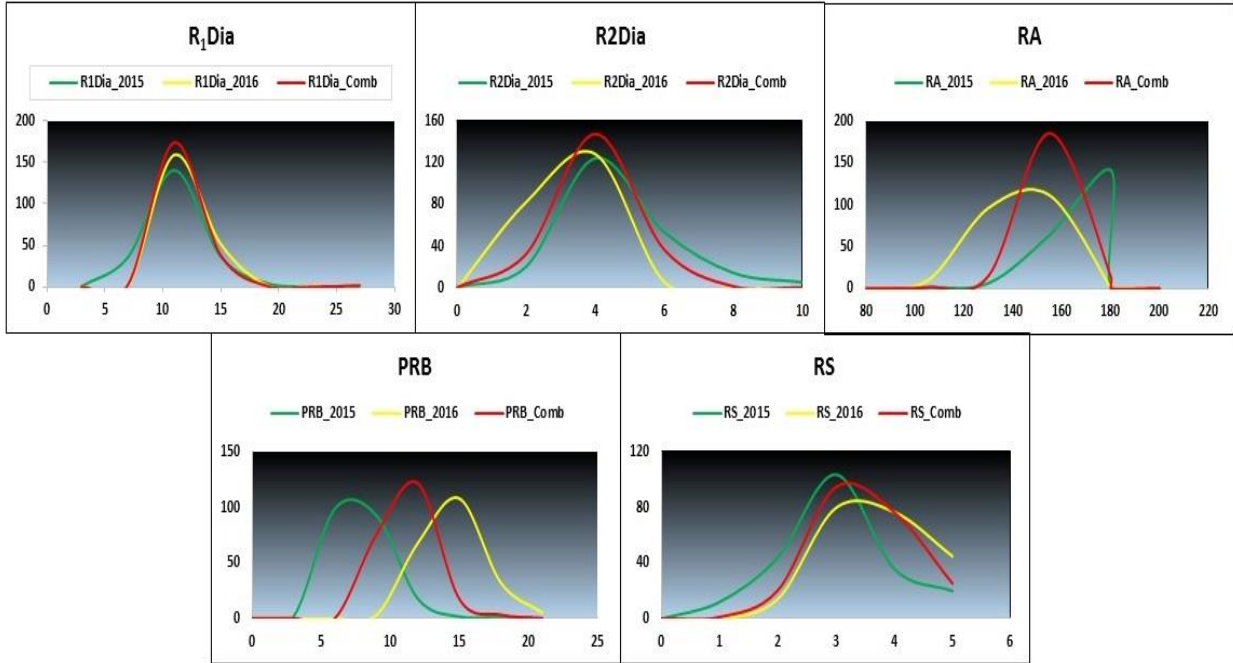 R₁Dia
R1Dia_2015 R1Dia_2016 R1Dia_Comb
200
150
100
50
0
0 5 10 15 20 25 30
R2Dia
R2Dia_2015 R2Dia_2016 R2Dia_Comb
160
120
80
40
0
0 2 4 6 8 10
RA
RA_2015 RA_2016 RA_Comb
200
150
100
50
0
80 100 120 140 160 180 200 220
PRB
PRB_2015 PRB_2016 PRB_Comb
150
100
50
0
0 5 10 15 20 25
RS
RS_2015 RS_2016 RS_Comb
120
80
40
0
0 1 2 3 4 5 6